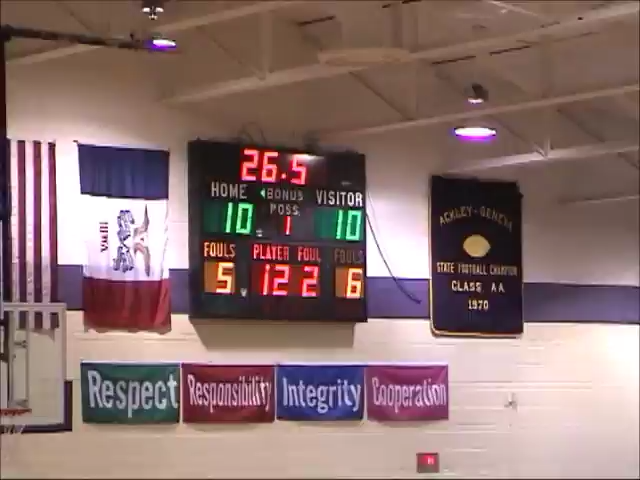 26.5
HOME BONUS VISITOR
10 POSS. 1 10
FOULS PLAYER FOUL FOULS
5 12 2 6
ACKLEY-GENEVA
STATE FOOTBALL CHAMPION
CLASS AA
1970
Respect Responsibility Integrity Cooperation